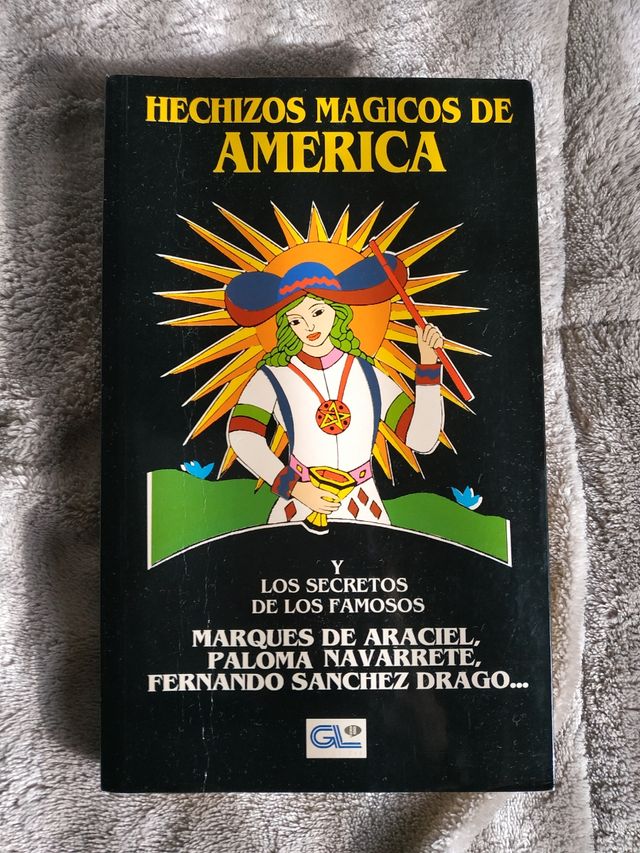 HECHIZOS MAGICOS DE
AMERICA
Y
LOS SECRETOS
DE LOS FAMOSOS
MARQUES DE ARACIEL,
PALOMA NAVARRETE,
FERNANDO SANCHEZ DRAGO...
GL